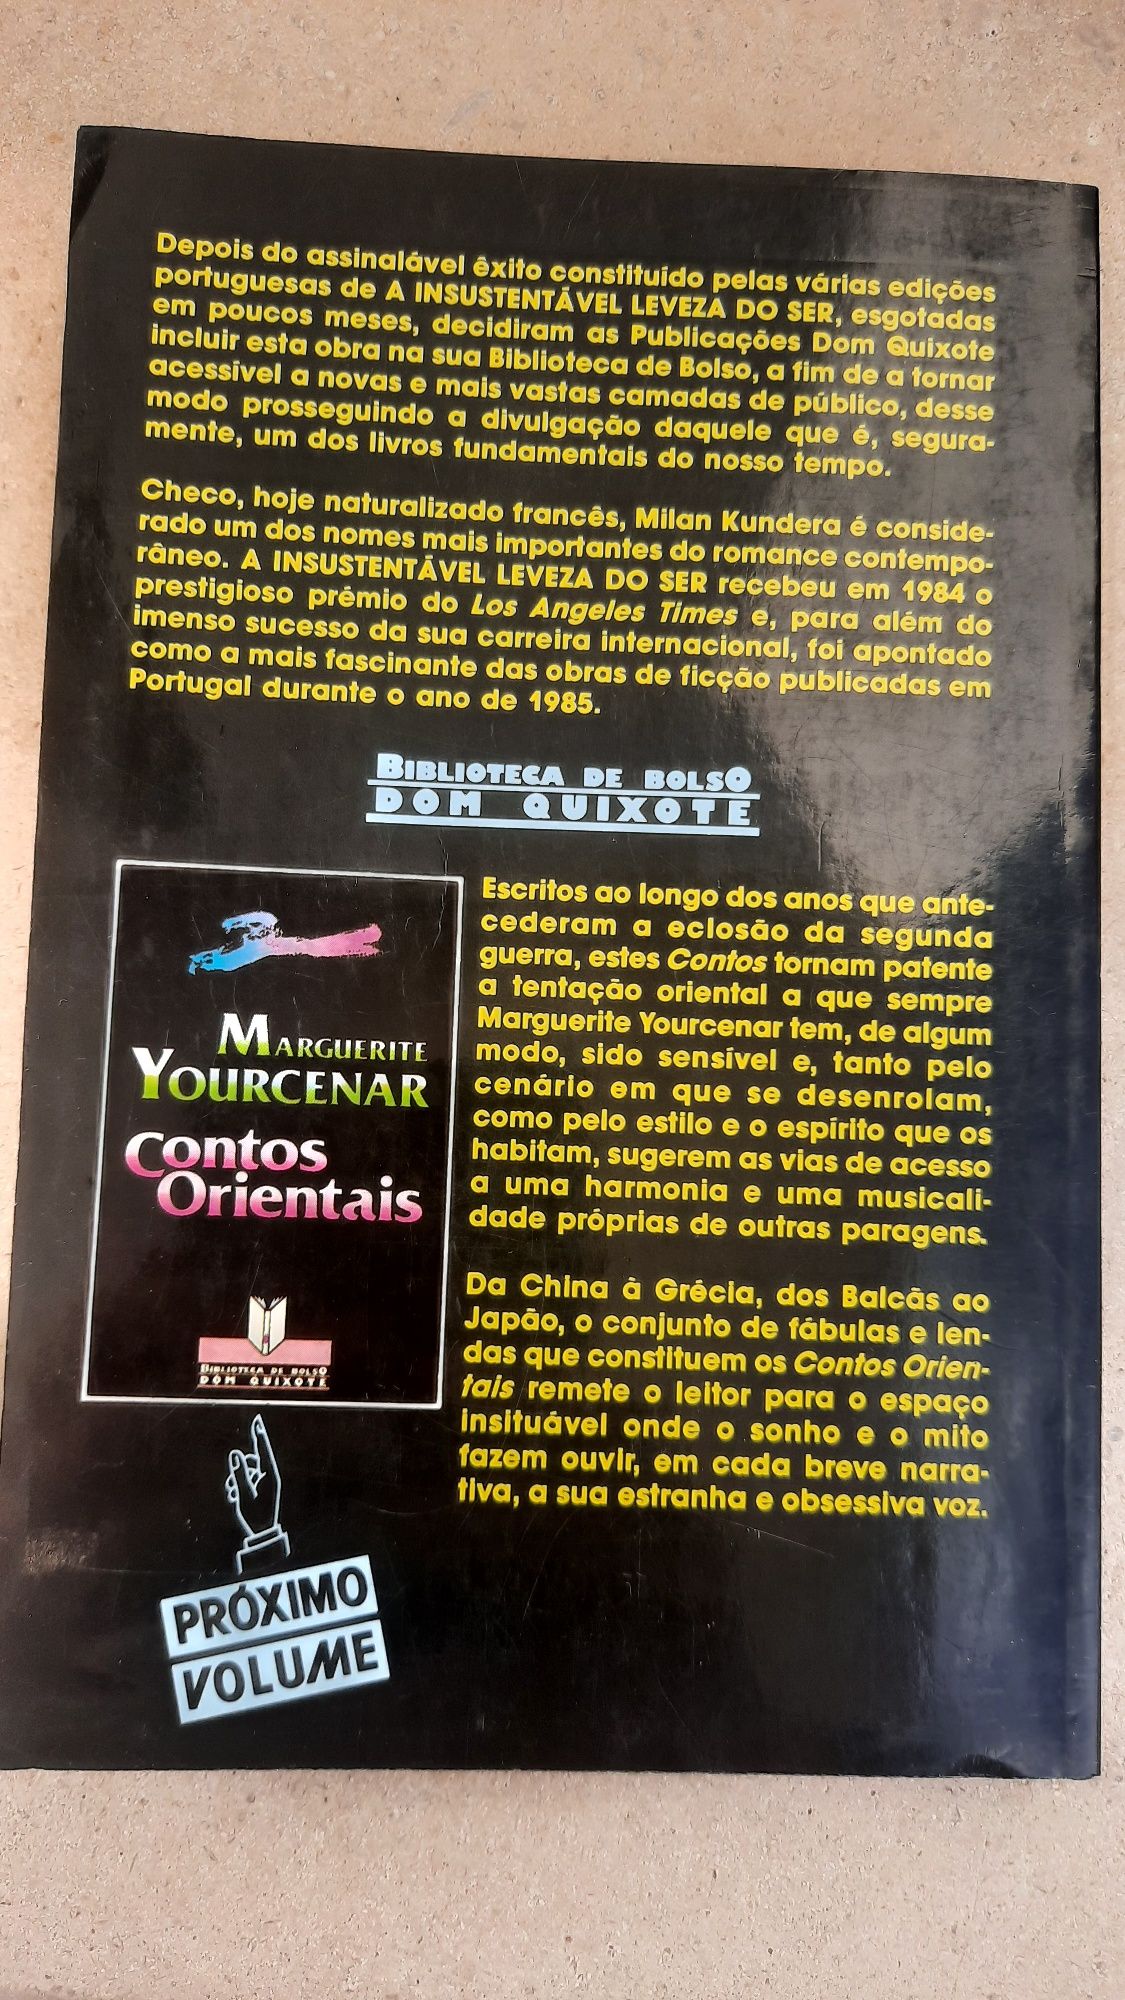 Depois do assinalável êxito constituído pelas várias edições
portuguesas de A INSUSTENTÁVEL LEVEZA DO SER, esgotadas
em poucos meses, decidiram as Publicações Dom Quixote
incluir esta obra na sua Biblioteca de Bolso, a fim de a tornar
acessível a novas e mais vastas camadas de público, desse
modo prosseguindo a divulgação daquele que é, segura-
mente, um dos livros fundamentais do nosso tempo.
Checo, hoje naturalizado francês, Milan Kundera é conside-
rado um dos nomes mais importantes do romance contempo-
râneo. A INSUSTENTÁVEL LEVEZA DO SER recebeu em 1984 o
prestigioso prémio do Los Angeles Times e, para além do
imenso sucesso da sua carreira internacional, foi apontado
como a mais fascinante das obras de ficção publicadas em
Portugal durante o ano de 1985.
BIBLIOTECA DE BOLSO
DOM QUIXOTE
MARGUERITE
YOURCENAR
Contos
Orientais
BIBLIOTECA DE BOLSO
DOM QUIXOTE
PRÓXIMO
VOLUME
Escritos ao longo dos anos que ante-
cederam a eclosão da segunda
guerra, estes Contos tornam patente
a tentação oriental a que sempre
Marguerite Yourcenar tem, de algum
modo, sido sensível e, tanto pelo
cenário em que se desenrolam,
como pelo estilo e o espírito que os
habitam, sugerem as vias de acesso
a uma harmonia e uma musicali-
dade próprias de outras paragens.
Da China à Grécia, dos Balcãs ao
Japão, o conjunto de fábulas e len-
das que constituem os Contos Orien-
tais remete o leitor para o espaço
insituável onde o sonho e o mito
fazem ouvir, em cada breve narra-
tiva, a sua estranha e obsessiva voz.